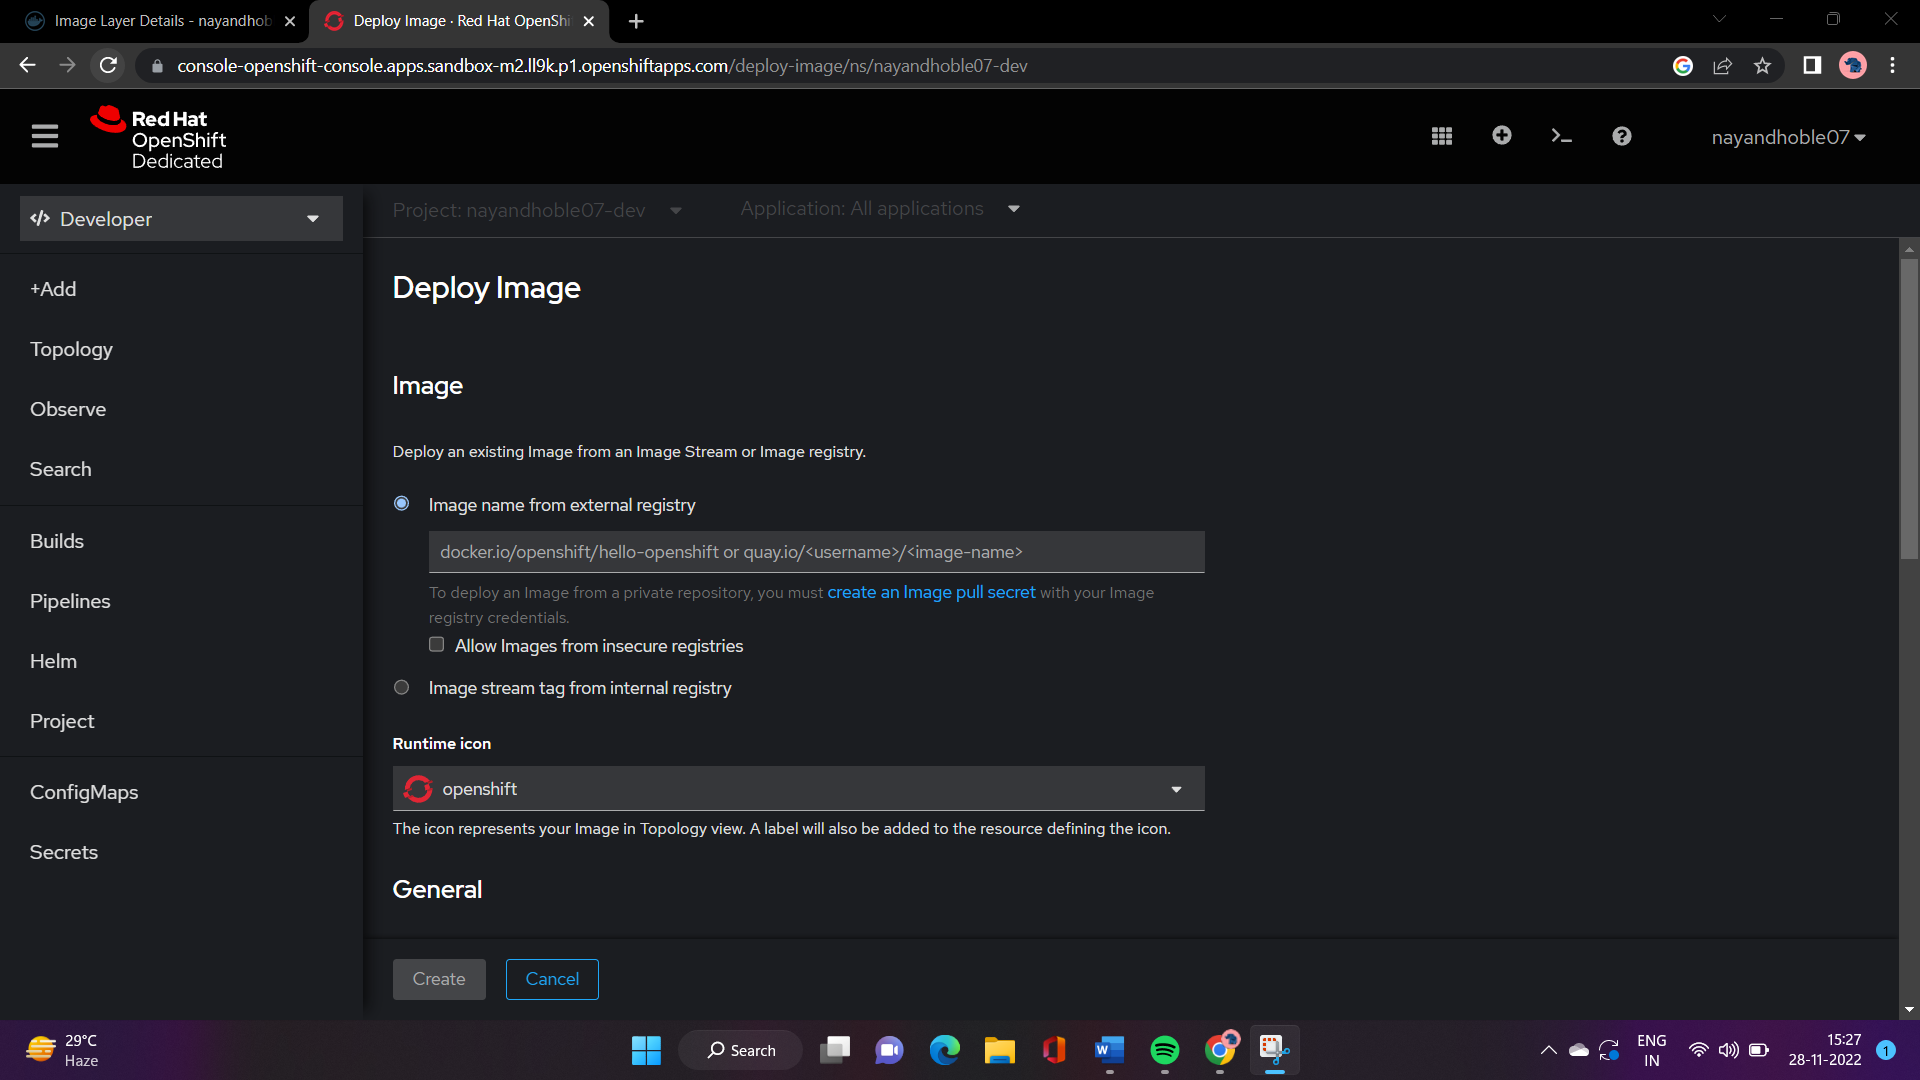 Image Layer Details - nayandhob
Deploy Image · Red Hat OpenShi
console-openshift-console.apps.sandbox-m2.ll9k.p1.openshiftapps.com/deploy-image/ns/nayandhoble07-dev
Red Hat
OpenShift
Dedicated
nayandhoble07
Developer
Project: nayandhoble07-dev
Application: All applications
+Add
Topology
Observe
Search
Builds
Pipelines
Helm
Project
ConfigMaps
Secrets
Deploy Image
Image
Deploy an existing Image from an Image Stream or Image registry.
Image name from external registry
docker.io/openshift/hello-openshift or quay.io/<username>/<image-name>
To deploy an Image from a private repository, you must create an Image pull secret with your Image
registry credentials.
Allow Images from insecure registries
Image stream tag from internal registry
Runtime icon
openshift
The icon represents your Image in Topology view. A label will also be added to the resource defining the icon.
General
Create
Cancel
29°C
Haze
Search
ENG
IN
15:27
28-11-2022
1